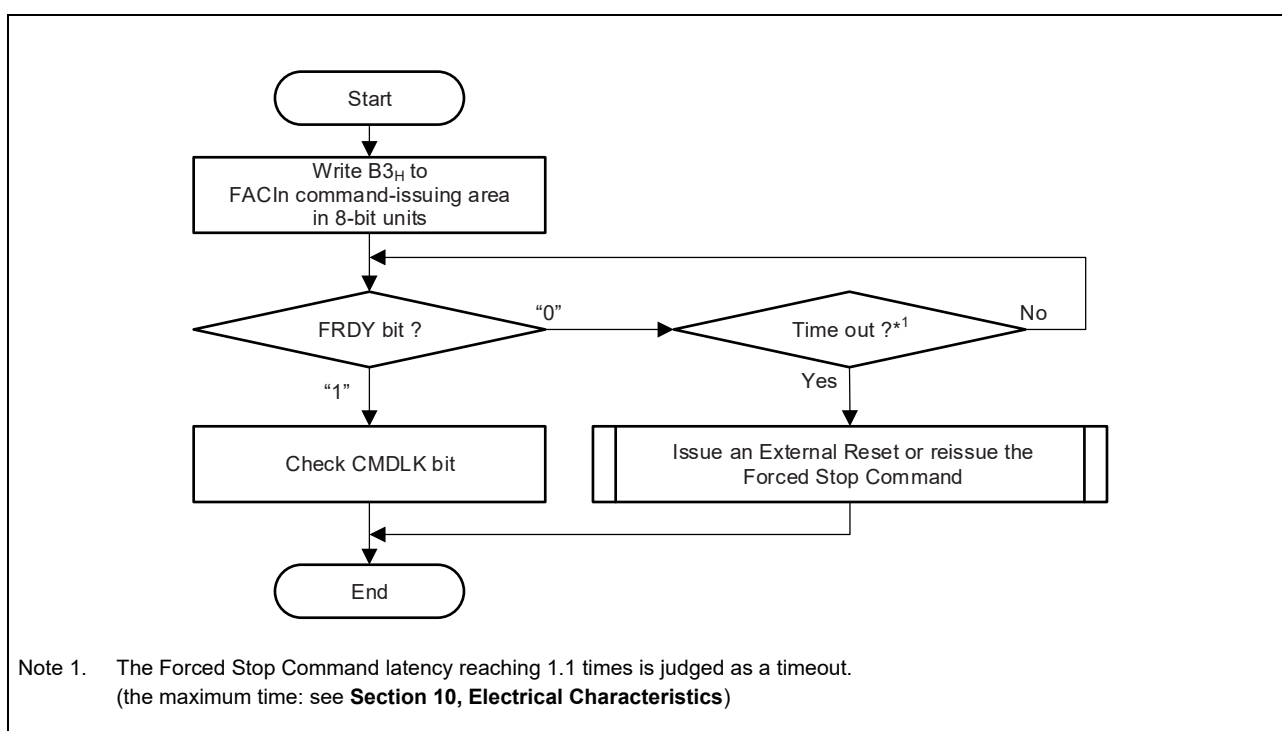 Start
Write B3H to
FACIn command-issuing area
in 8-bit units
FRDY bit ?
“0”
Time out ?*1
No
“1”
Yes
Check CMDLK bit
Issue an External Reset or reissue the
Forced Stop Command
End
Note 1. The Forced Stop Command latency reaching 1.1 times is judged as a timeout.
(the maximum time: see Section 10, Electrical Characteristics)